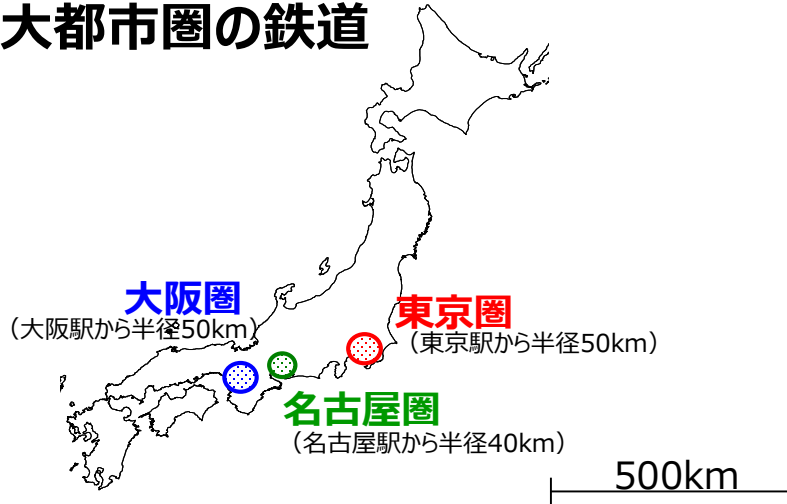 大都市圏の鉄道
大阪圏
（大阪駅から半径50km）
東京圏
（東京駅から半径50km）
名古屋圏
（名古屋駅から半径40km）
500km